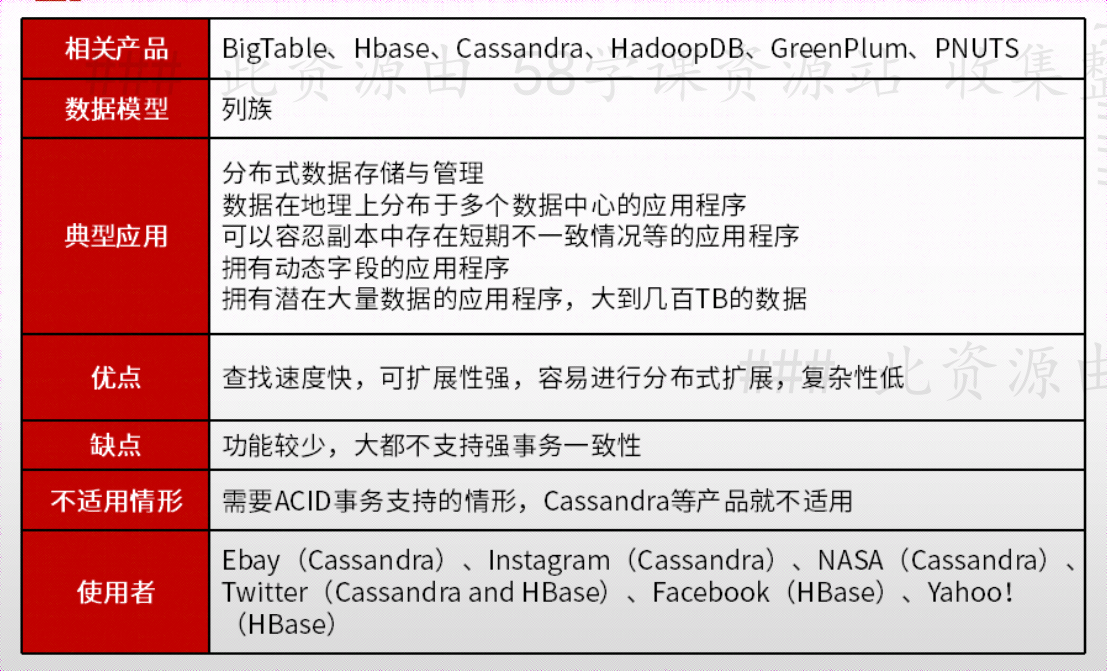 相关产品
BigTable、Hbase、Cassandra、HadoopDB、GreenPlum、PNUTS
数据模型
列族
典型应用
分布式数据存储与管理
数据在地理上分布于多个数据中心的应用程序
可以容忍副本中存在短期不一致情况等的应用程序
拥有动态字段的应用程序
拥有潜在大量数据的应用程序，大到几百TB的数据
优点
查找速度快，可扩展性强，容易进行分布式扩展，复杂性低
缺点
功能较少，大都不支持强事务一致性
不适用情形
需要ACID事务支持的情形，Cassandra等产品就不适用
使用者
Ebay（Cassandra）、Instagram（Cassandra）、NASA（Cassandra）、
Twitter（Cassandra and HBase）、Facebook（HBase）、Yahoo!
（HBase）
### 此资源由 58学课资源站 收集整
### 此资源由